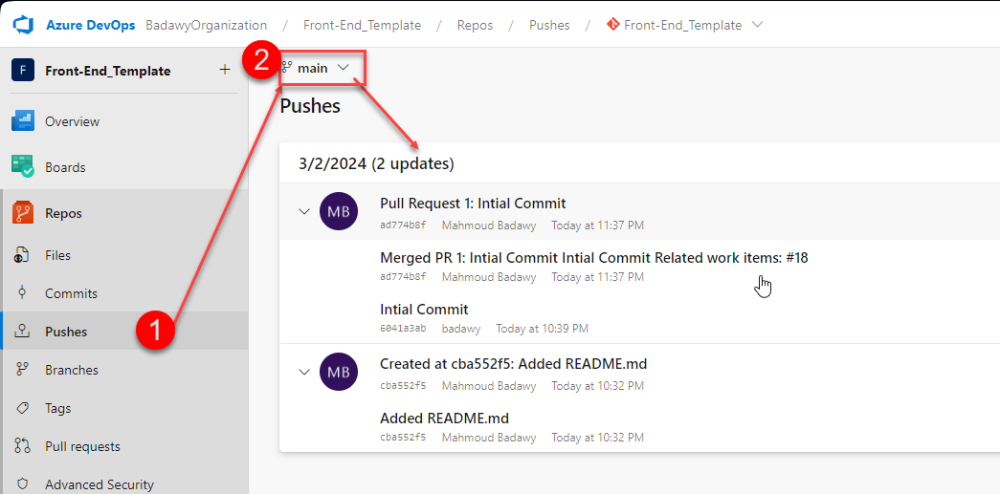 Azure DevOps BadawyOrganization / Front-End_Template / Repos / Pushes / Front-End_Template
F Front-End_Template +
2 main
Pushes
Overview
Boards
Repos
Files
Commits
1 Pushes
Branches
Tags
Pull requests
Advanced Security
3/2/2024 (2 updates)
MB Pull Request 1: Intial Commit
ad774b8f Mahmoud Badawy Today at 11:37 PM
Merged PR 1: Intial Commit Intial Commit Related work items: #18
ad774b8f Mahmoud Badawy Today at 11:37 PM
Intial Commit
6041a3ab badawy Today at 10:39 PM
MB Created at cba552f5: Added README.md
cba552f5 Mahmoud Badawy Today at 10:32 PM
Added README.md
cba552f5 Mahmoud Badawy Today at 10:32 PM